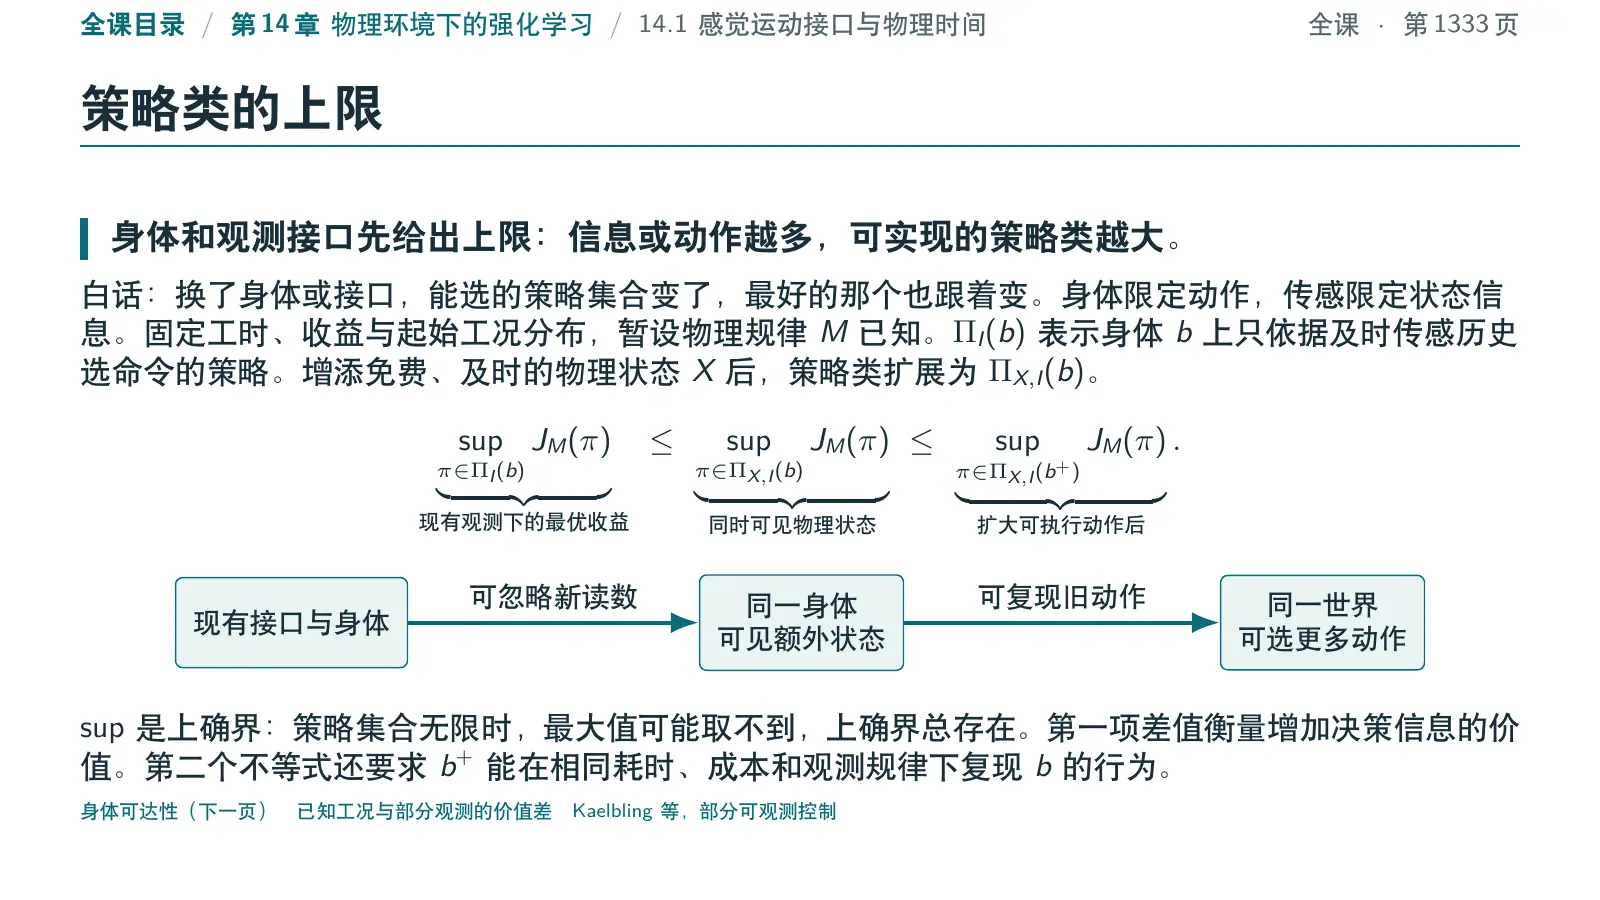 全课目录 / 第 14 章 物理环境下的强化学习 / 14.1 感觉运动接口与物理时间
全课 · 第 1333 页
策略类的上限
身体和观测接口先给出上限：信息或动作越多，可实现的策略类越大。
白话：换了身体或接口，能选的策略集合变了，最好的那个也跟着变。身体限定动作，传感限定状态信
息。固定工时、收益与起始工况分布，暂设物理规律 M 已知。Π_I(b) 表示身体 b 上只依据及时传感历史
选命令的策略。增添免费、及时的物理状态 X 后，策略类扩展为 Π_{X,I}(b)。
sup_{π∈Π_I(b)} J_M(π) ≤ sup_{π∈Π_{X,I}(b)} J_M(π) ≤ sup_{π∈Π_{X,I}(b⁺)} J_M(π).
现有观测下的最优收益 同时可见物理状态 扩大可执行动作后
现有接口与身体
可忽略新读数
同一身体
可见额外状态
可复现旧动作
同一世界
可选更多动作
sup 是上确界：策略集合无限时，最大值可能取不到，上确界总存在。第一项差值衡量增加决策信息的价
值。第二个不等式还要求 b⁺ 能在相同耗时、成本和观测规律下复现 b 的行为。
身体可达性（下一页） 已知工况与部分观测的价值差 Kaelbling 等，部分可观测控制